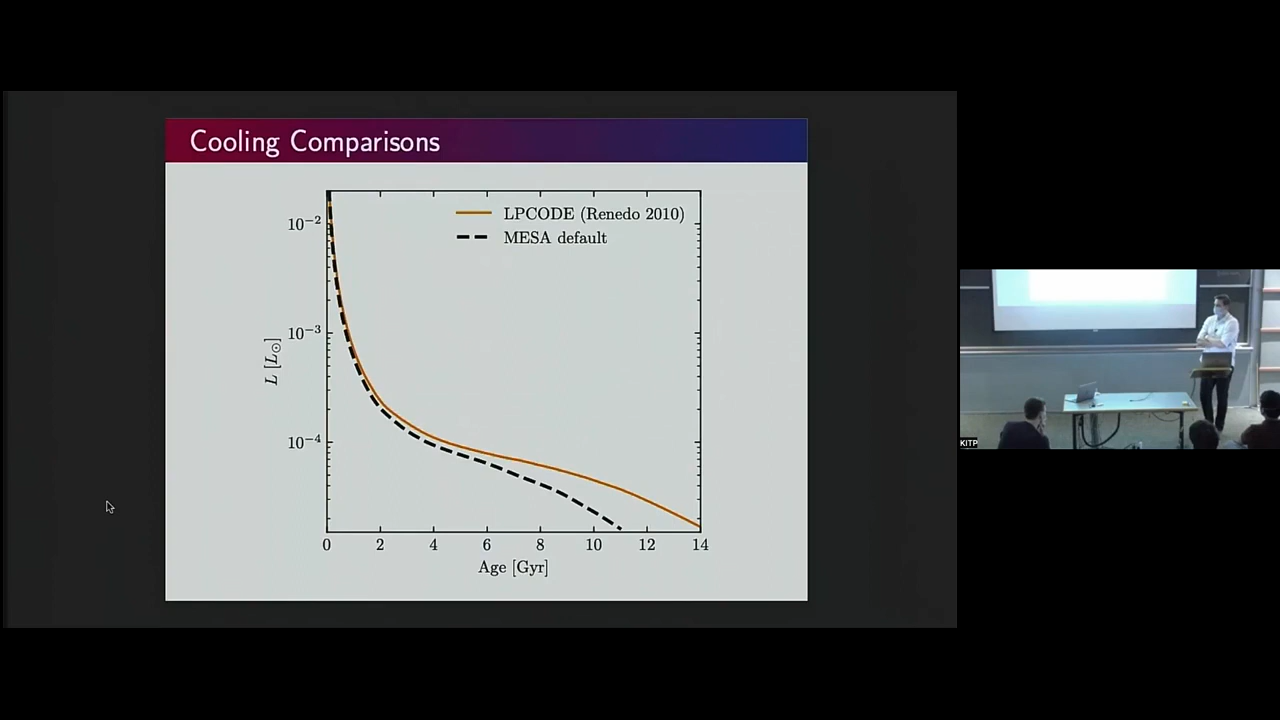 Cooling Comparisons
LPCODE (Renedo 2010)
MESA default
10⁻²
10⁻³
10⁻⁴
L [L⊙]
0 2 4 6 8 10 12 14
Age [Gyr]
KITP